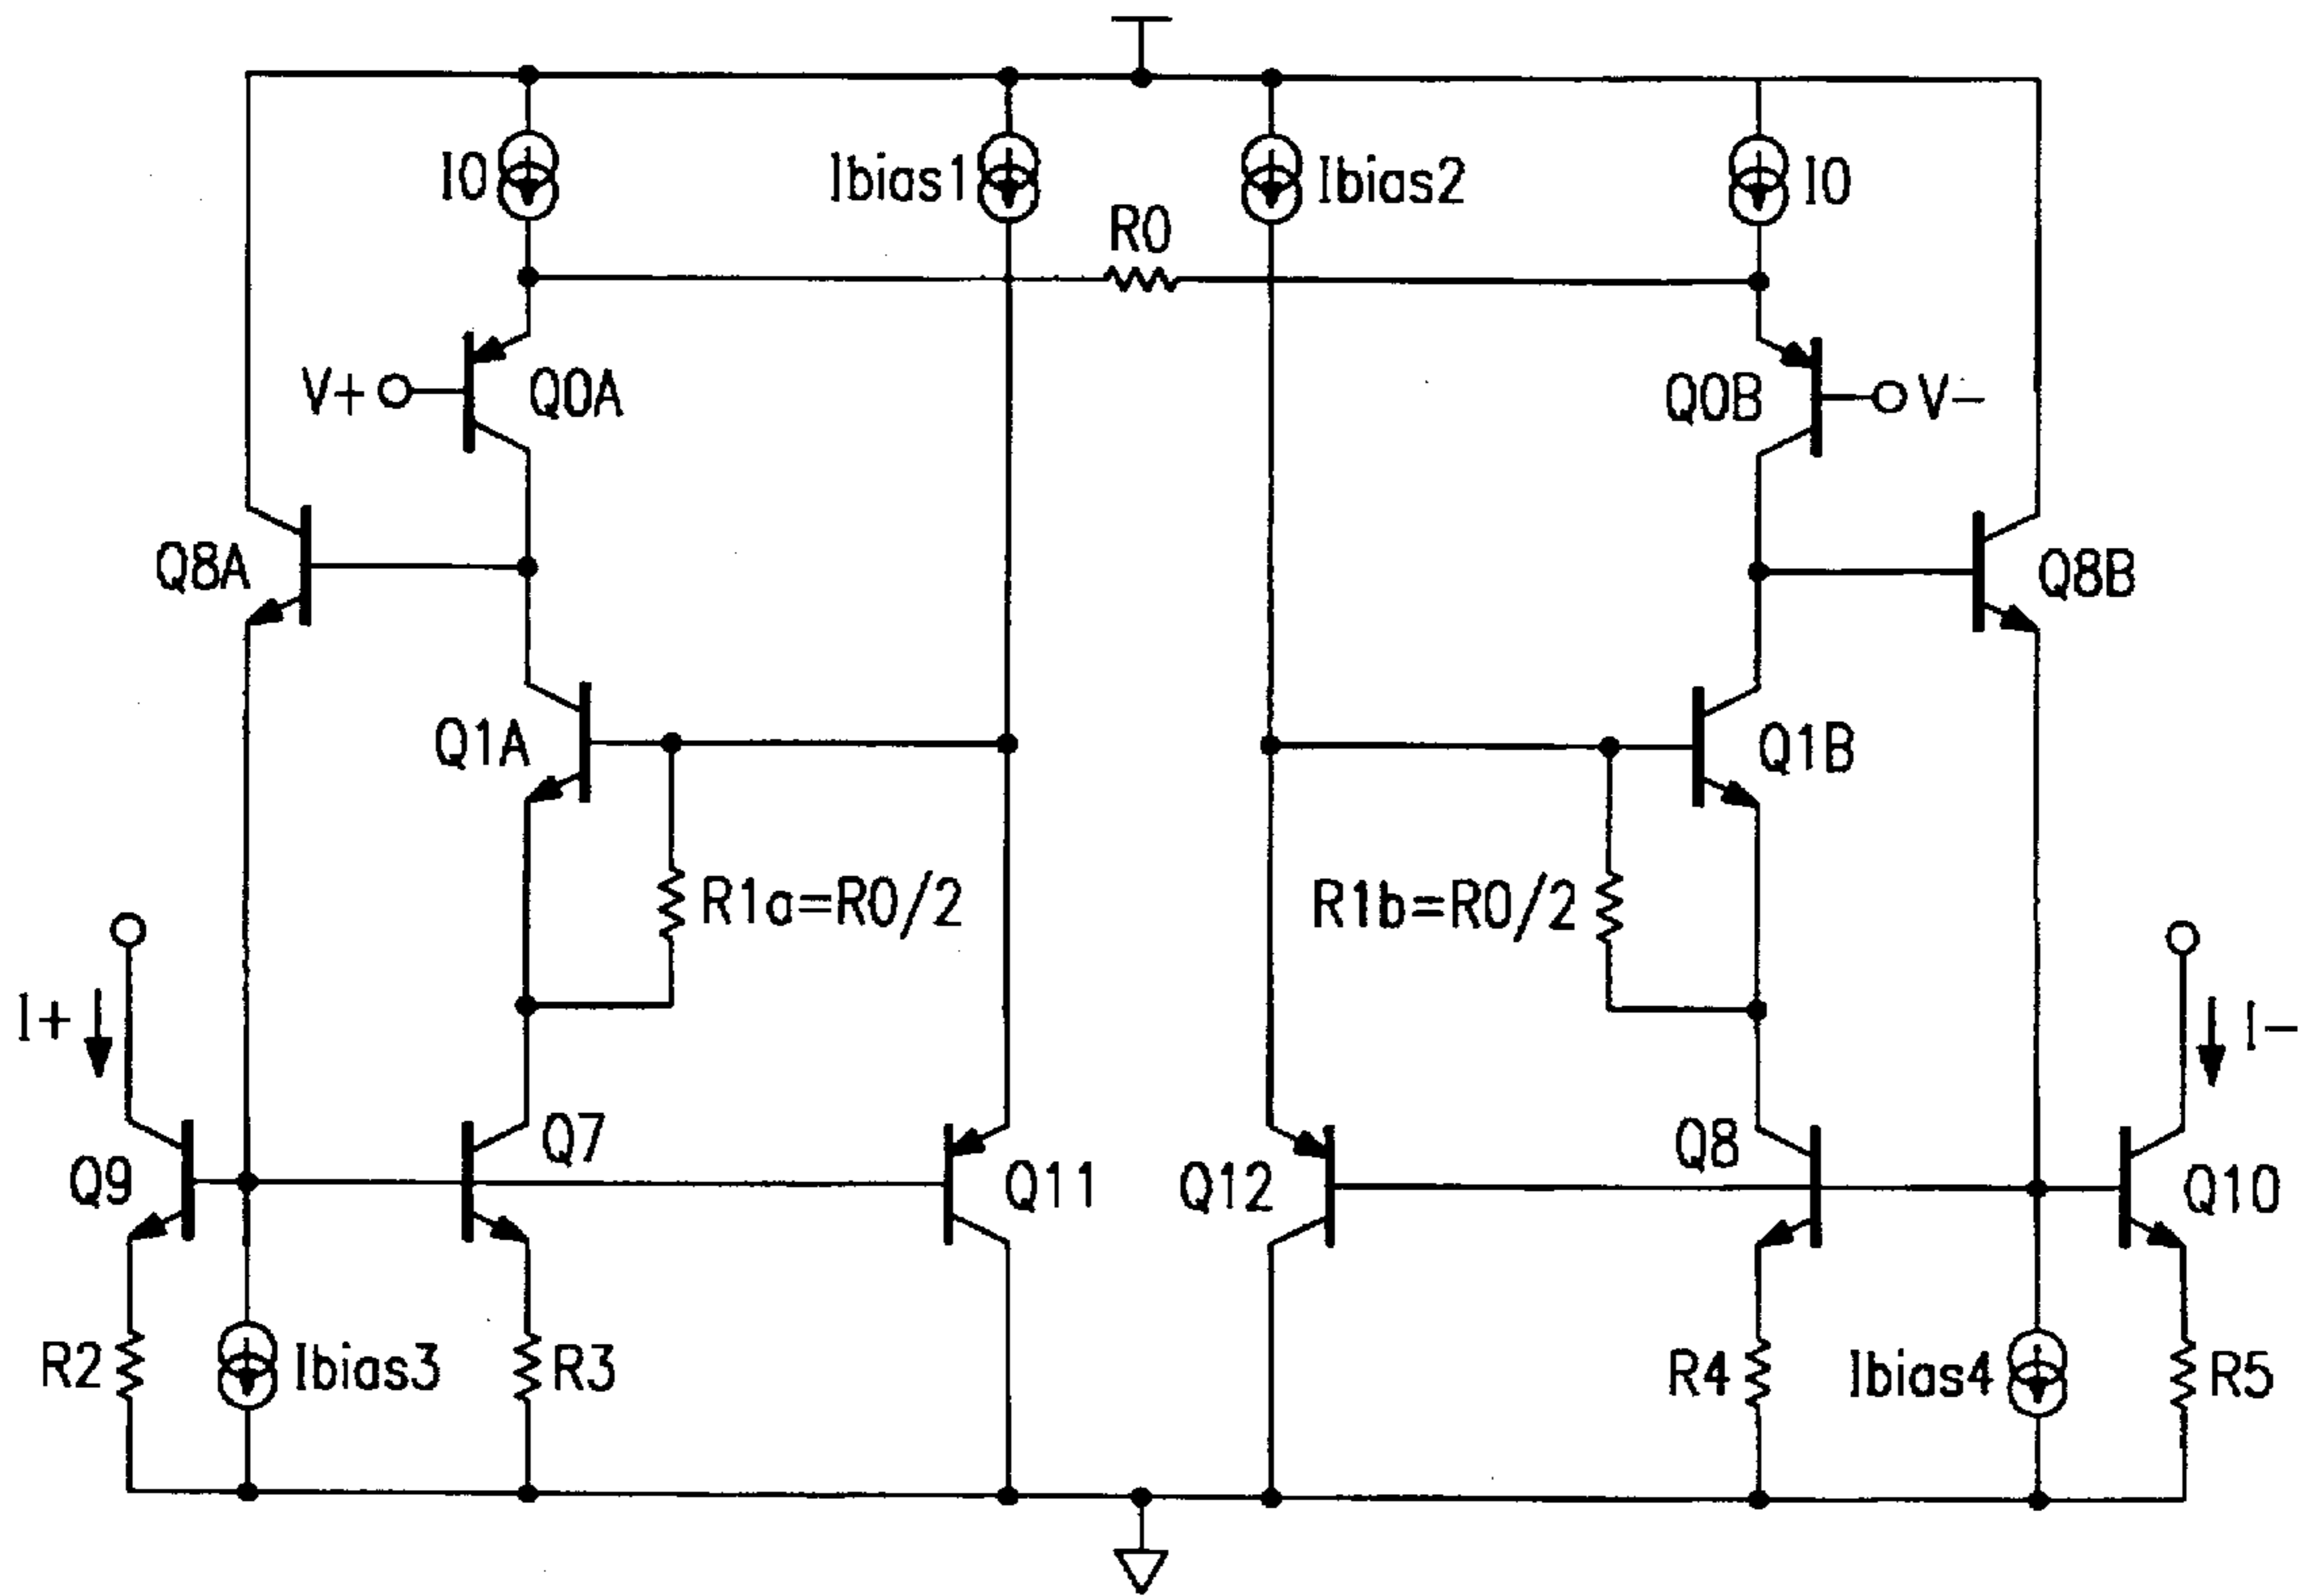 I0
Ibias1
Ibias2
I0
R0
V+
Q0A
Q0B
V−
Q8A
Q8B
Q1A
Q1B
R1a=R0/2
R1b=R0/2
I+
I−
Q7
Q8
Q9
Q11
Q12
Q10
R2
Ibias3
R3
R4
Ibias4
R5